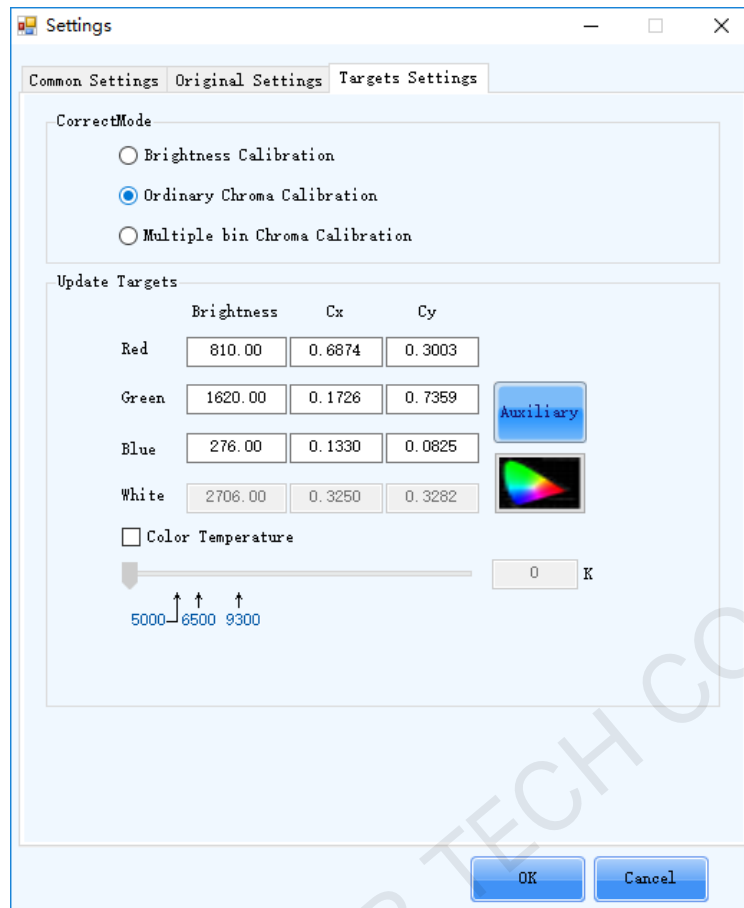 Settings
Common Settings Original Settings Targets Settings
CorrectMode
Brightness Calibration
Ordinary Chroma Calibration
Multiple bin Chroma Calibration
Update Targets
Brightness Cx Cy
Red 810.00 0.6874 0.3003
Green 1620.00 0.1726 0.7359
Auxiliary
Blue 276.00 0.1330 0.0825
White 2706.00 0.3250 0.3282
Color Temperature
0 K
5000 6500 9300
OK Cancel
TECH